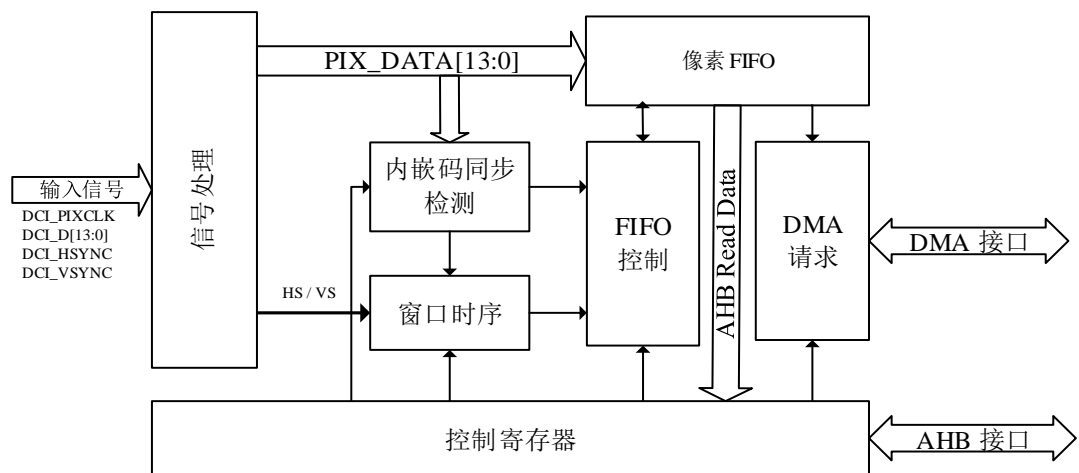 PIX_DATA[13:0]
像素 FIFO
输入信号
DCI_PIXCLK
DCI_D[13:0]
DCI_HSYNC
DCI_VSYNC
信号处理
内嵌码同步
检测
FIFO
控制
AHB Read Data
DMA
请求
DMA 接口
HS / VS
窗口时序
控制寄存器
AHB 接口